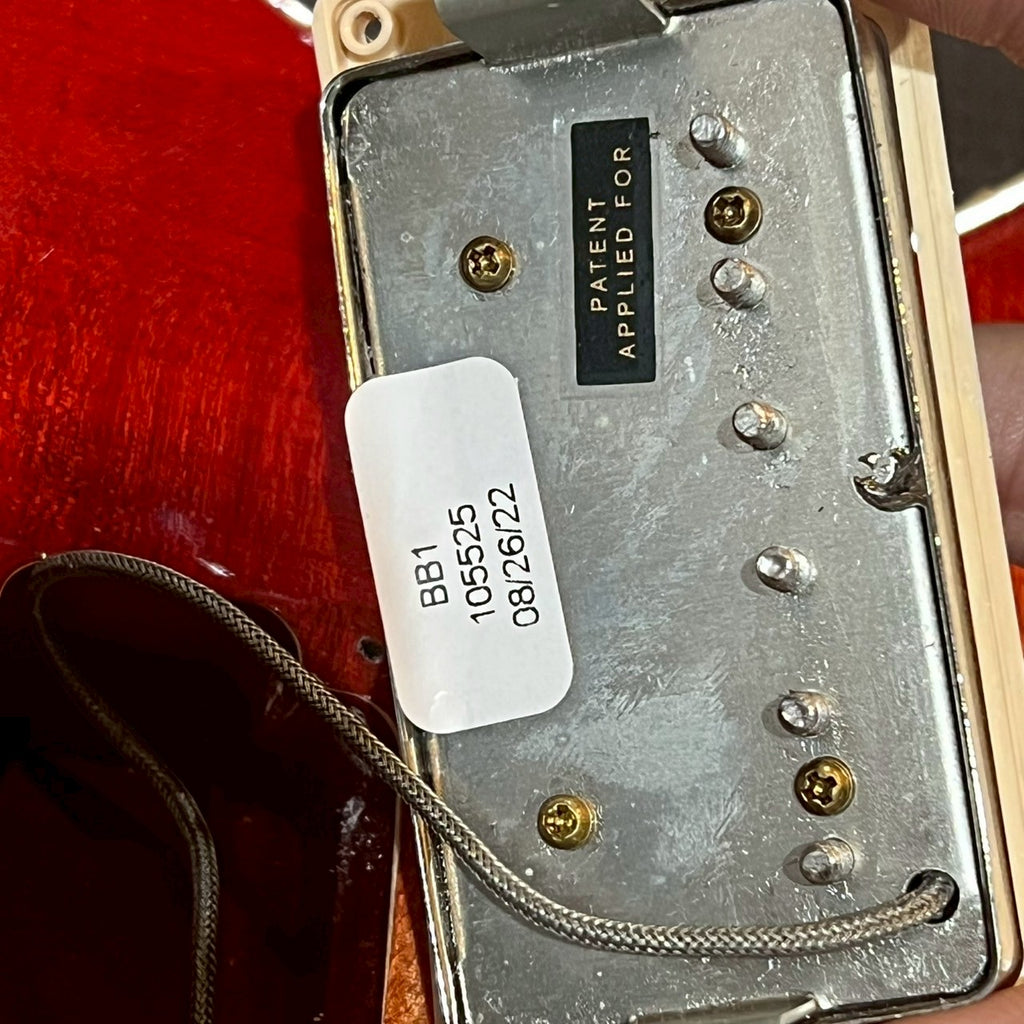 PATENT
APPLIED FOR
BB1
105525
08/26/22